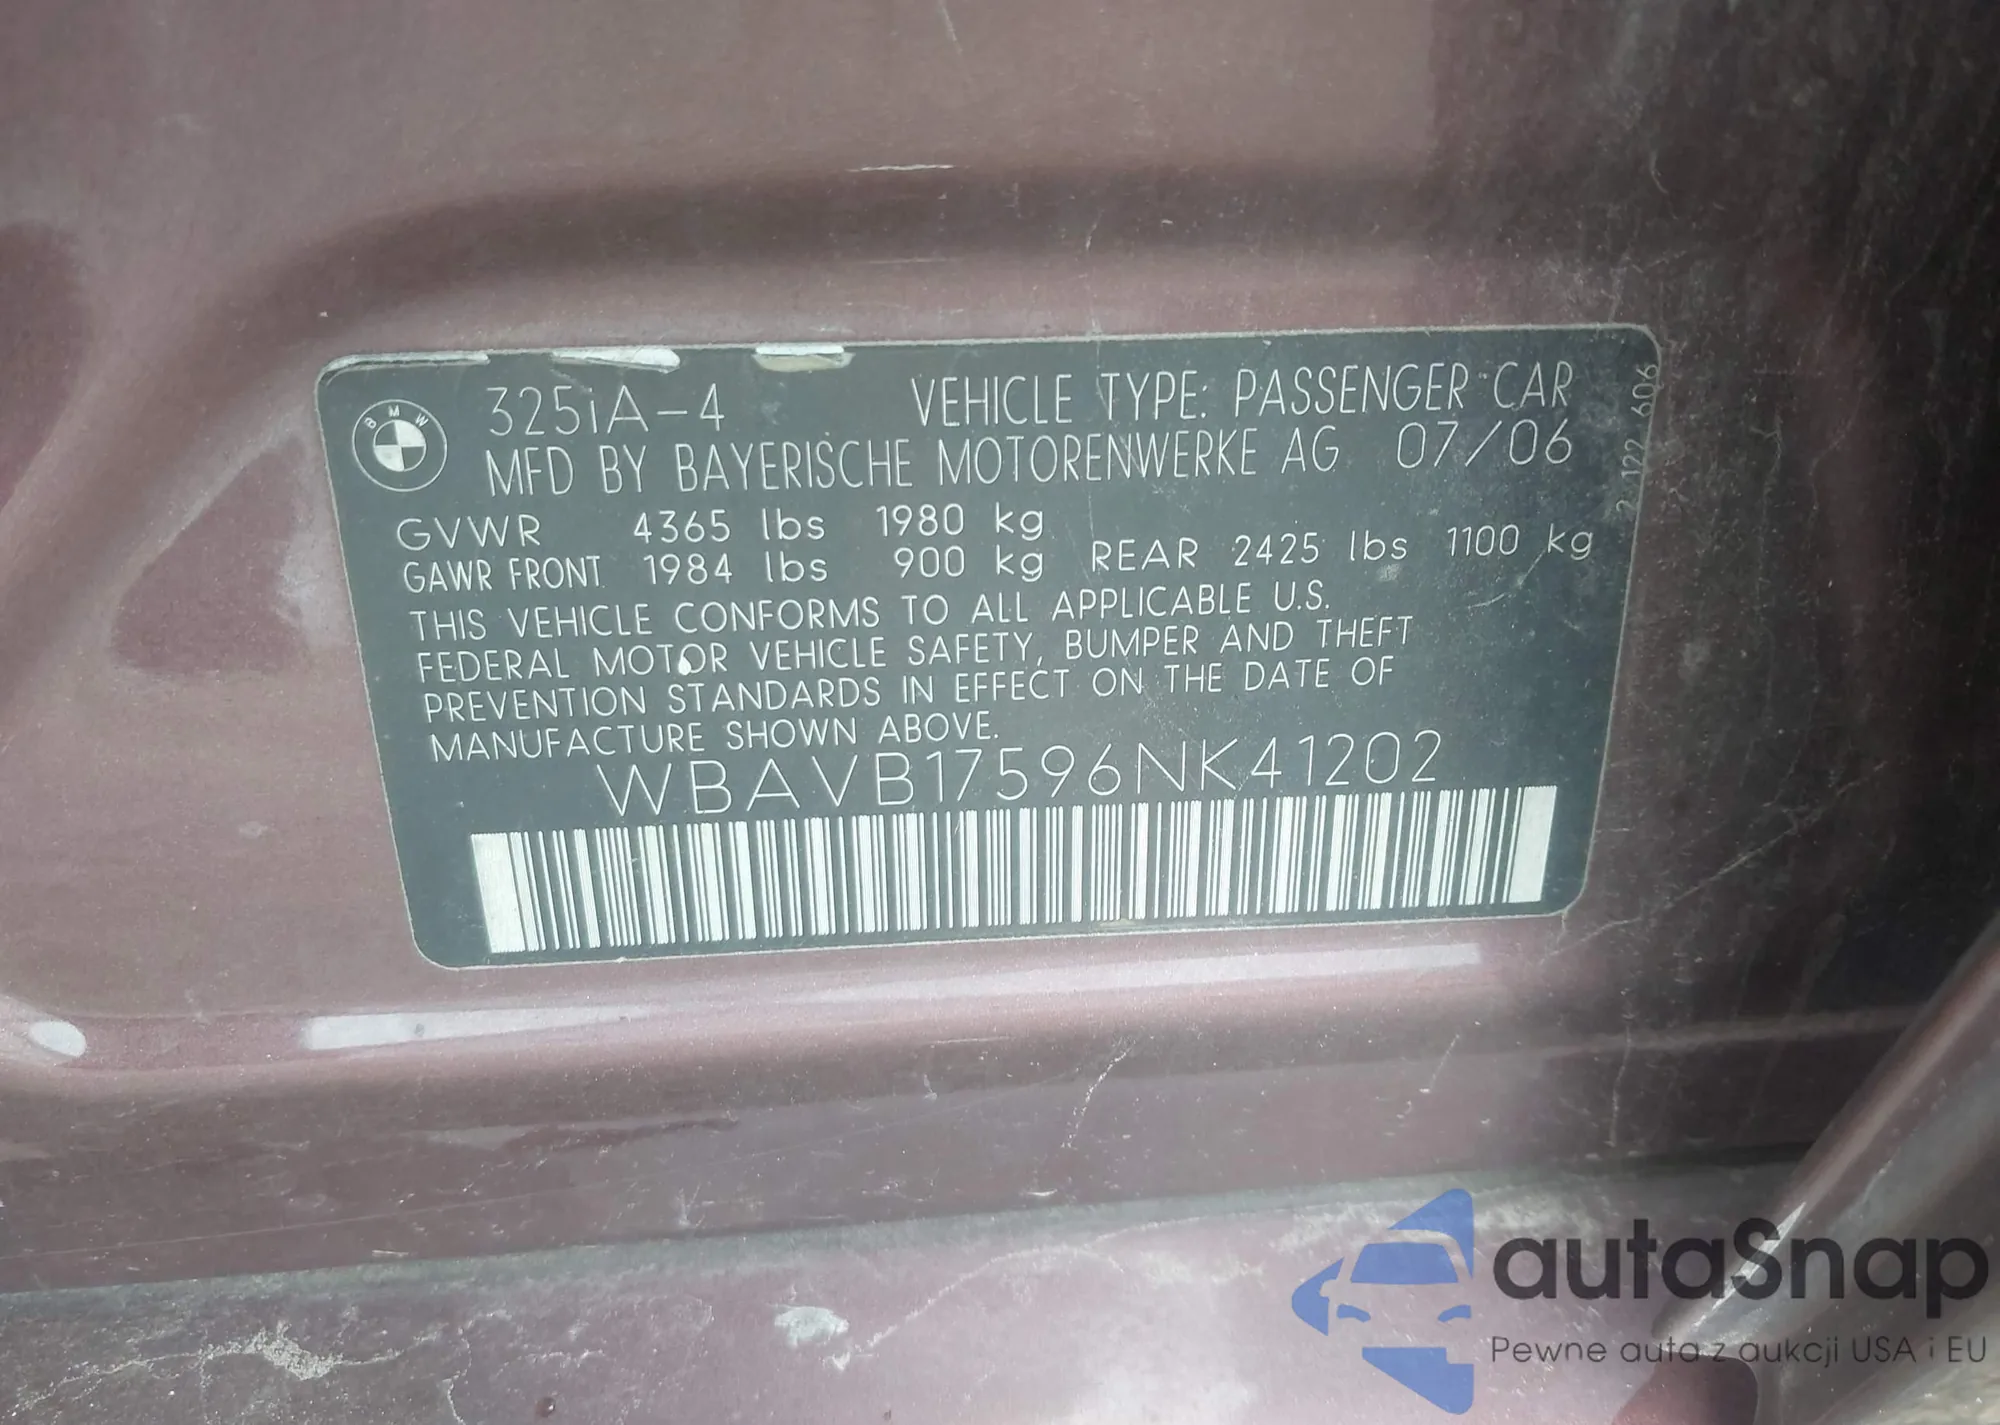 BMW
325iA-4 VEHICLE TYPE: PASSENGER CAR
MFD BY BAYERISCHE MOTORENWERKE AG 07/06
GVWR 4365 lbs 1980 kg
GAWR FRONT 1984 lbs 900 kg REAR 2425 lbs 1100 kg
THIS VEHICLE CONFORMS TO ALL APPLICABLE U.S.
FEDERAL MOTOR VEHICLE SAFETY, BUMPER AND THEFT
PREVENTION STANDARDS IN EFFECT ON THE DATE OF
MANUFACTURE SHOWN ABOVE.
WBAVB17596NK41202
autaSnap
Pewne auta z aukcji USA i EU